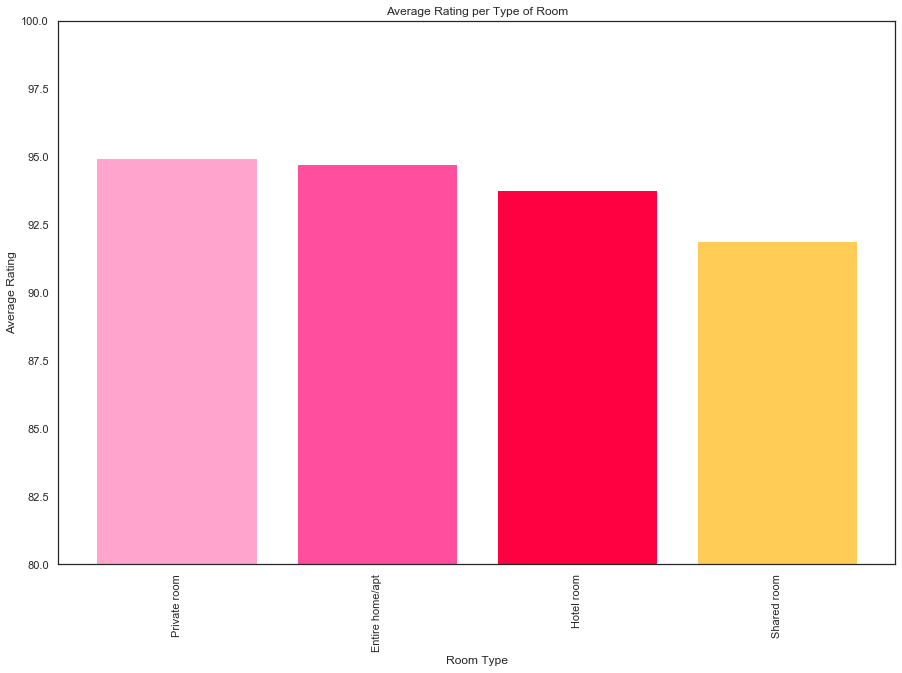 Average Rating per Type of Room
100.0
97.5
95.0
92.5
90.0
87.5
85.0
82.5
80.0
Average Rating
Private room
Entire home/apt
Hotel room
Shared room
Room Type